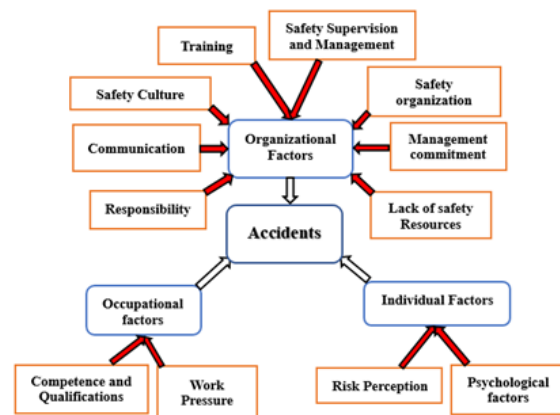 Training
Safety Supervision
and Management
Safety Culture
Safety
organization
Communication
Organizational
Factors
Management
commitment
Responsibility
Lack of safety
Resources
Accidents
Occupational
factors
Individual Factors
Competence and
Qualifications
Work
Pressure
Risk Perception
Psychological
factors